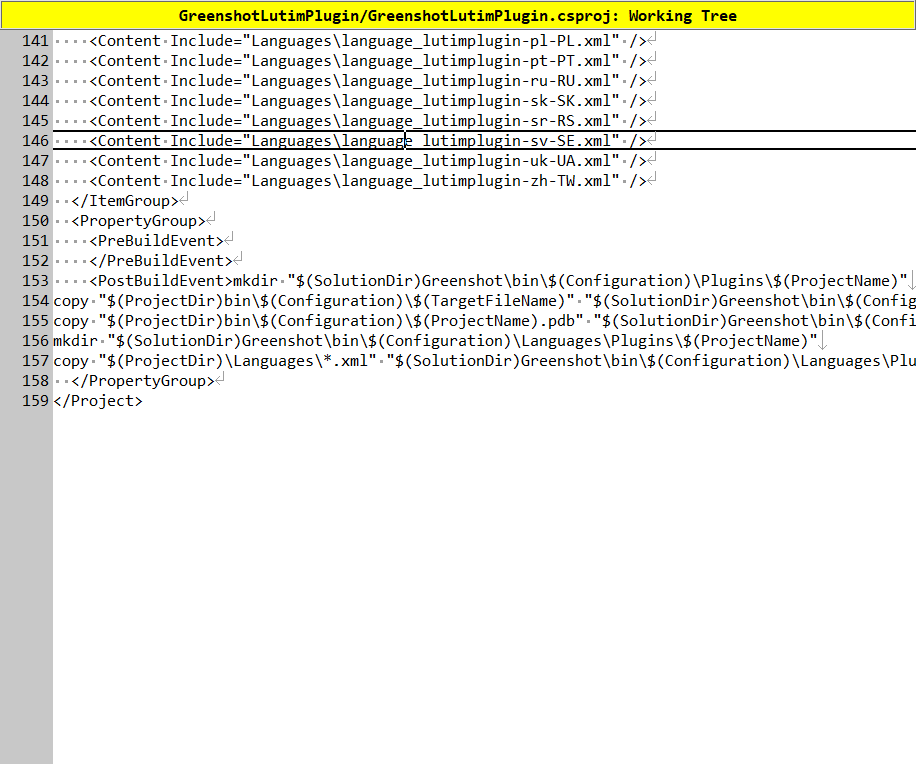 GreenshotLutimPlugin/GreenshotLutimPlugin.csproj: Working Tree
141 <Content Include="Languages\language_lutimplugin-pl-PL.xml" />
142 <Content Include="Languages\language_lutimplugin-pt-PT.xml" />
143 <Content Include="Languages\language_lutimplugin-ru-RU.xml" />
144 <Content Include="Languages\language_lutimplugin-sk-SK.xml" />
145 <Content Include="Languages\language_lutimplugin-sr-RS.xml" />
146 <Content Include="Languages\language_lutimplugin-sv-SE.xml" />
147 <Content Include="Languages\language_lutimplugin-uk-UA.xml" />
148 <Content Include="Languages\language_lutimplugin-zh-TW.xml" />
149 </ItemGroup>
150 <PropertyGroup>
151 <PreBuildEvent>
152 </PreBuildEvent>
153 <PostBuildEvent>mkdir "$(SolutionDir)Greenshot\bin\$(Configuration)\Plugins\$(ProjectName)"
154 copy "$(ProjectDir)bin\$(Configuration)\$(TargetFileName)" "$(SolutionDir)Greenshot\bin\$(Config
155 copy "$(ProjectDir)bin\$(Configuration)\$(ProjectName).pdb" "$(SolutionDir)Greenshot\bin\$(Confi
156 mkdir "$(SolutionDir)Greenshot\bin\$(Configuration)\Languages\Plugins\$(ProjectName)"
157 copy "$(ProjectDir)\Languages\*.xml" "$(SolutionDir)Greenshot\bin\$(Configuration)\Languages\Plu
158 </PropertyGroup>
159 </Project>